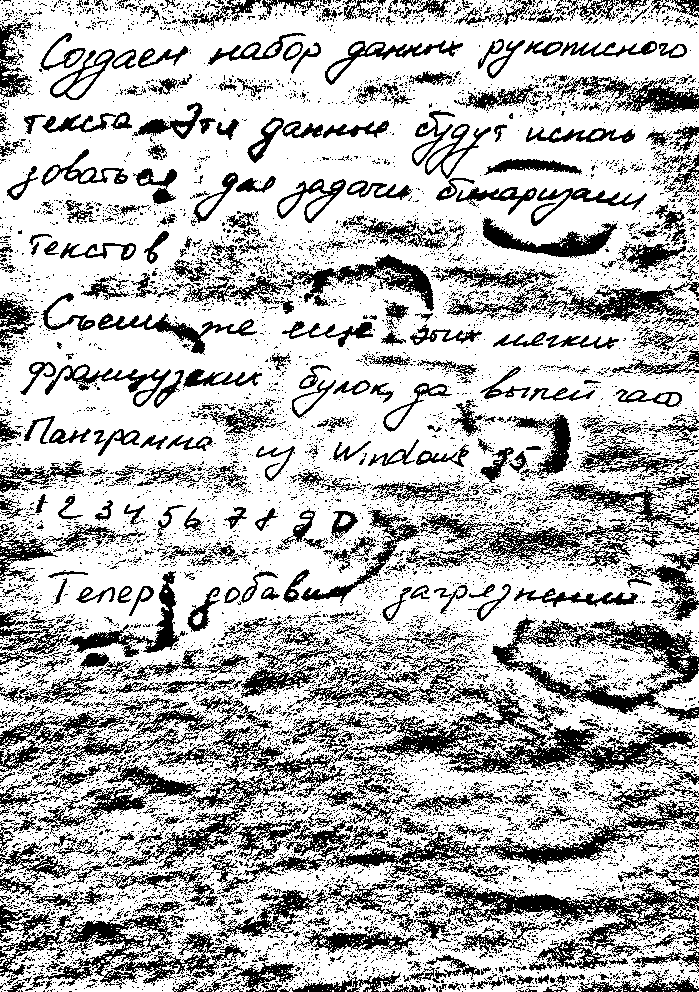 Создаем набор данных рукописного
текста. Эти данные будут исполь-
зоваться для задачи бинаризации
текстов
Съешь же ещё этих мягких
французских булок, да выпей чаю
Панграмма из Windows 95
1 2 3 4 5 6 7 8 9 0
Теперь добавим загрязнений